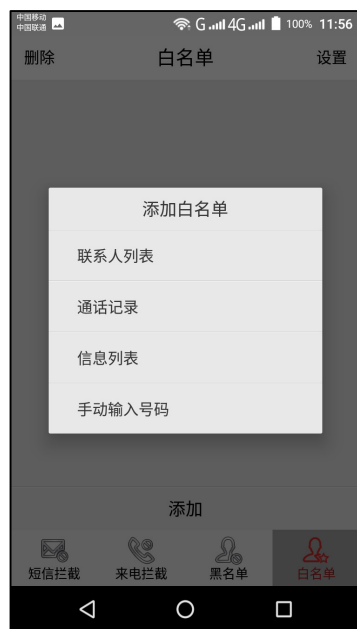 中国移动
中国联通
G 4G 100% 11:56
删除 白名单 设置
添加白名单
联系人列表
通话记录
信息列表
手动输入号码
添加
短信拦截 来电拦截 黑名单 白名单